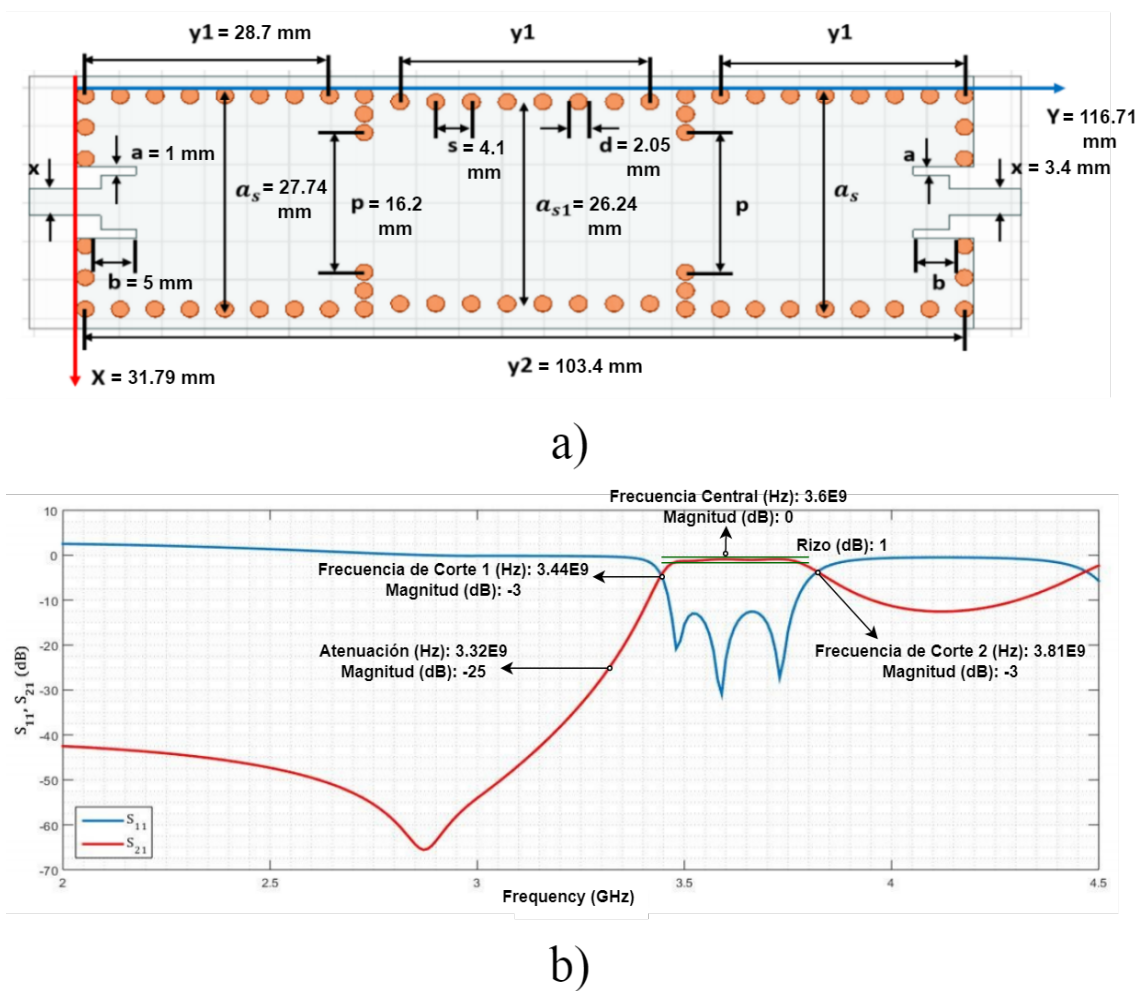 y1 = 28.7 mm
y1
y1
Y = 116.71
mm
a = 1 mm
s = 4.1
mm
d = 2.05
mm
a
x
x = 3.4 mm
aₛ = 27.74
mm
p = 16.2
mm
aₛ₁ = 26.24
mm
p
aₛ
b = 5 mm
b
y2 = 103.4 mm
X = 31.79 mm
a)
Frecuencia Central (Hz): 3.6E9
Magnitud (dB): 0
Rizo (dB): 1
Frecuencia de Corte 1 (Hz): 3.44E9
Magnitud (dB): -3
Atenuación (Hz): 3.32E9
Magnitud (dB): -25
Frecuencia de Corte 2 (Hz): 3.81E9
Magnitud (dB): -3
S₁₁, S₂₁ (dB)
10
0
-10
-20
-30
-40
-50
-60
-70
S₁₁
S₂₁
2
2.5
3
3.5
4
4.5
Frequency (GHz)
b)